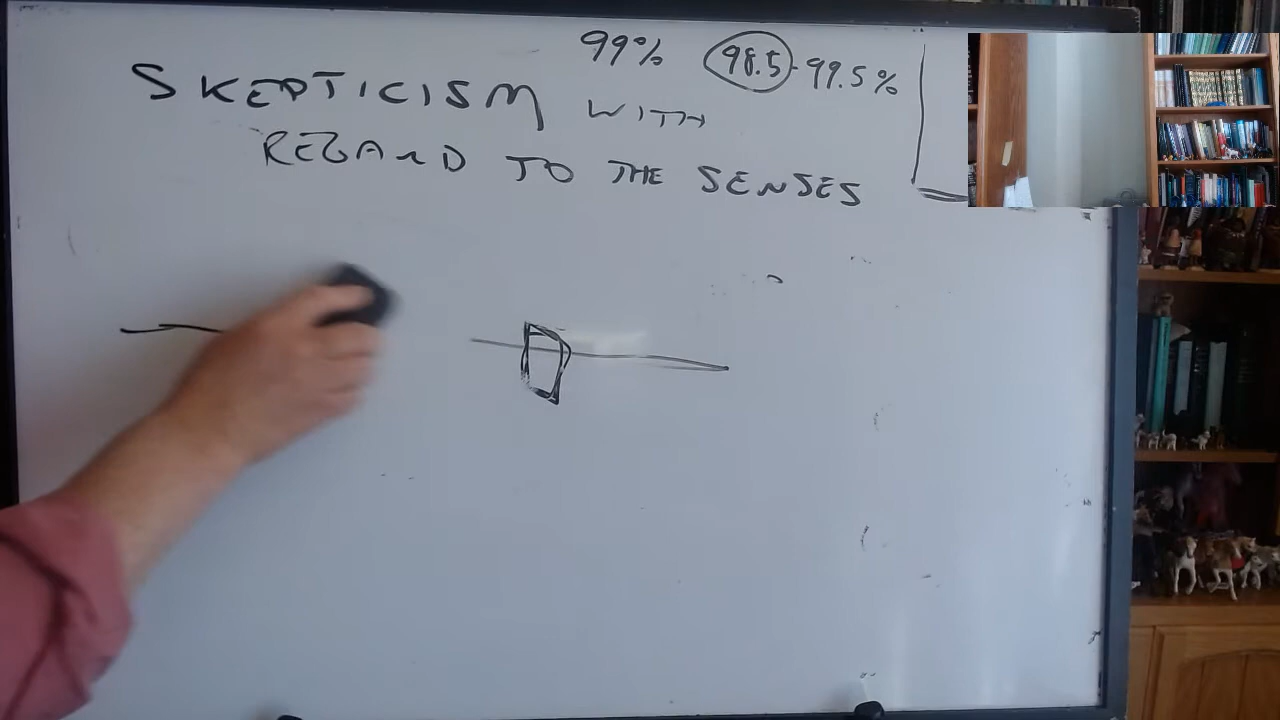 99% 98.5-99.5%
SKEPTICISM WITH
REGARD TO THE SENSES